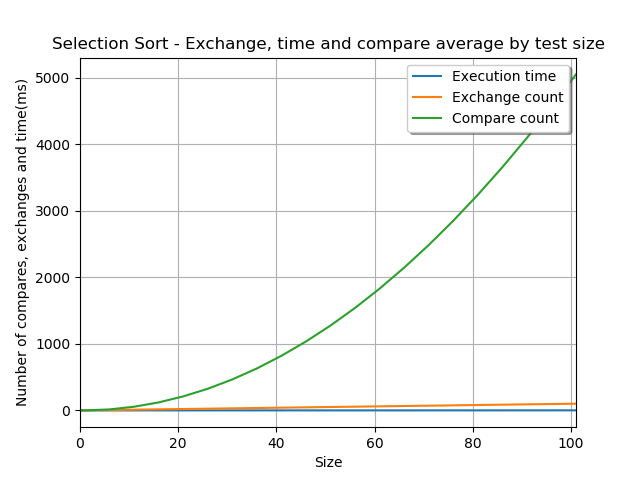 Selection Sort - Exchange, time and compare average by test size
Number of compares, exchanges and time(ms)
5000
4000
3000
2000
1000
0
Execution time
Exchange count
Compare count
0 20 40 60 80 100
Size